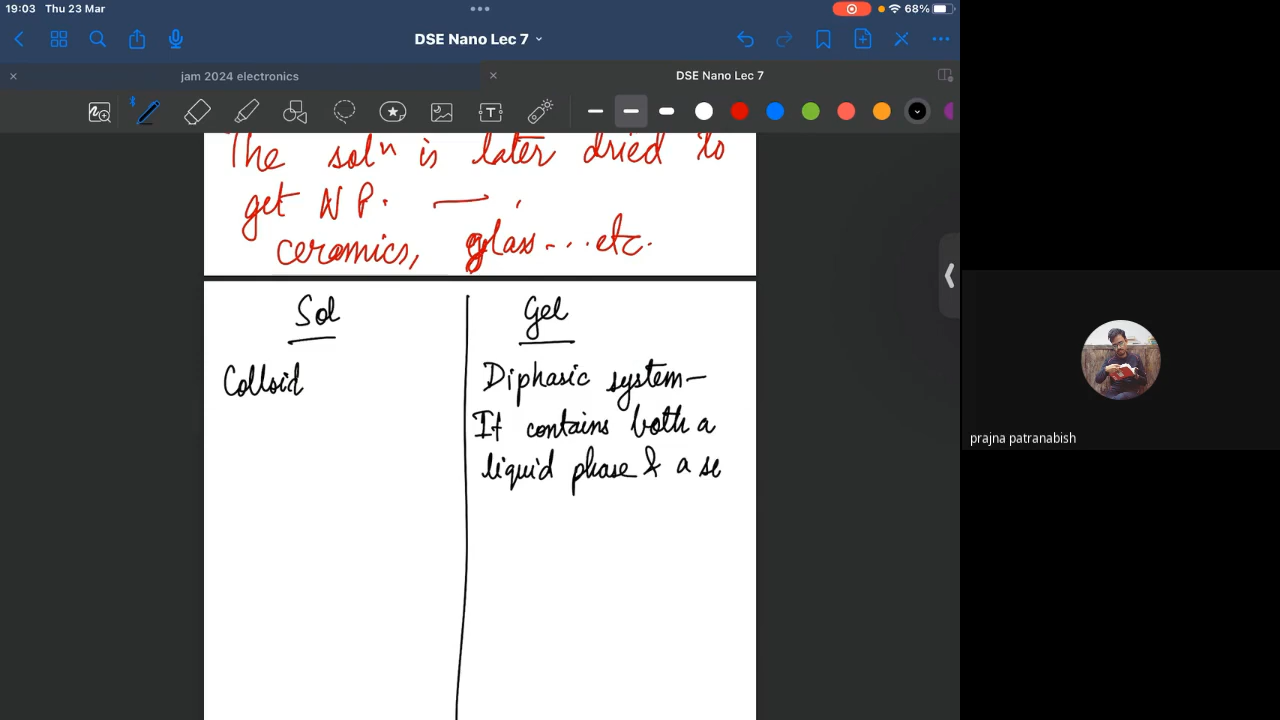 19:03 Thu 23 Mar
68%
DSE Nano Lec 7
jam 2024 electronics
DSE Nano Lec 7
The solⁿ is later dried to
get NP. →
ceramics, glass... etc.
Sol
Gel
Colloid
Diphasic system-
It contains both a
liquid phase & a se
prajna patranabish